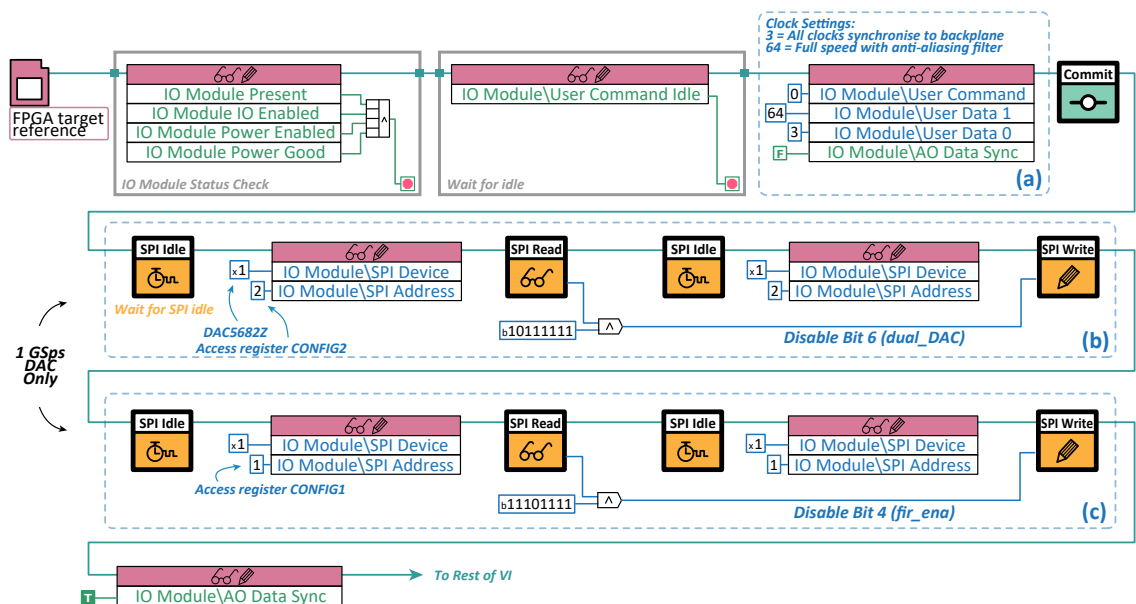 Clock Settings:
3 = All clocks synchronise to backplane
64 = Full speed with anti-aliasing filter
FPGA target
reference
IO Module Present
IO Module IO Enabled
IO Module Power Enabled
IO Module Power Good
^
IO Module Status Check
IO Module\User Command Idle
Wait for idle
0
IO Module\User Command
64
IO Module\User Data 1
3
IO Module\User Data 0
F
IO Module\AO Data Sync
(a)
Commit
SPI Idle
Wait for SPI idle
x1
IO Module\SPI Device
2
IO Module\SPI Address
DAC5682Z
Access register CONFIG2
SPI Read
b10111111
^
SPI Idle
x1
IO Module\SPI Device
2
IO Module\SPI Address
SPI Write
Disable Bit 6 (dual_DAC)
(b)
1 GSps
DAC
Only
SPI Idle
x1
IO Module\SPI Device
1
IO Module\SPI Address
Access register CONFIG1
SPI Read
b11101111
^
SPI Idle
x1
IO Module\SPI Device
1
IO Module\SPI Address
SPI Write
Disable Bit 4 (fir_ena)
(c)
T
IO Module\AO Data Sync
To Rest of VI